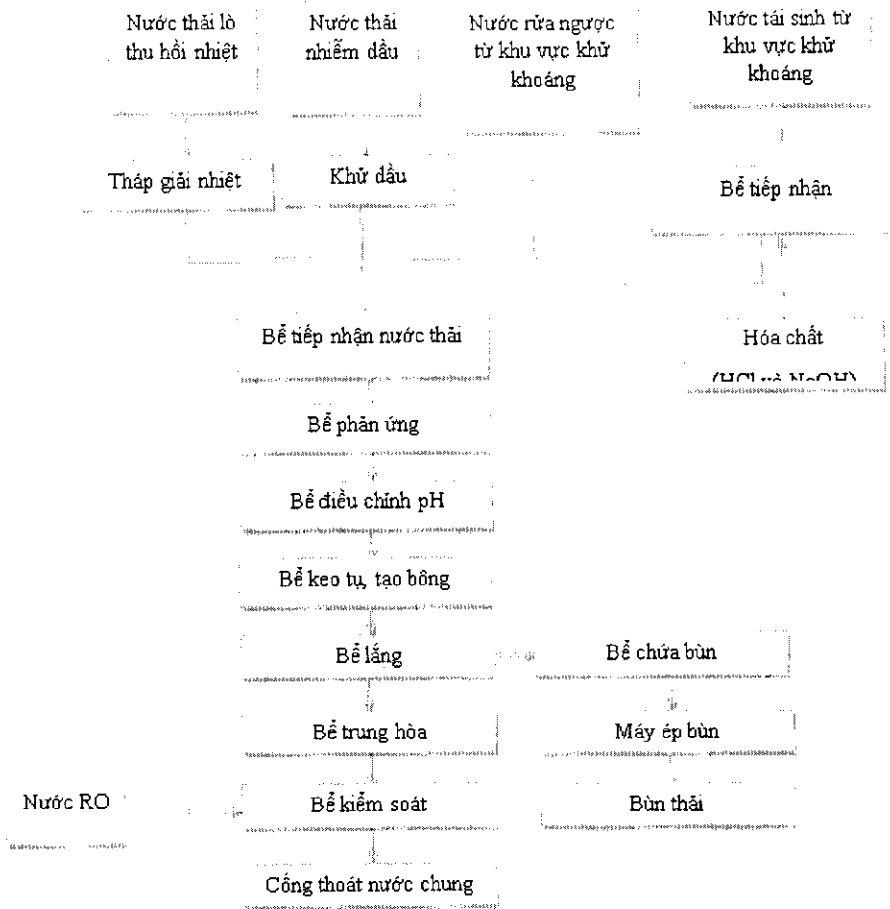 Nước thải lò
thu hồi nhiệt
Nước thải
nhiễm dầu
Nước rửa ngược
từ khu vực khử
khoáng
Nước tái sinh từ
khu vực khử
khoáng
Tháp giải nhiệt
Khử dầu
Bể tiếp nhận
Bể tiếp nhận nước thải
Hóa chất
(HCl và NaOH)
Bể phản ứng
Bể điều chỉnh pH
Bể keo tụ, tạo bông
Bể lắng
Bể chứa bùn
Bể trung hòa
Máy ép bùn
Nước RO
Bể kiểm soát
Bùn thải
Cống thoát nước chung